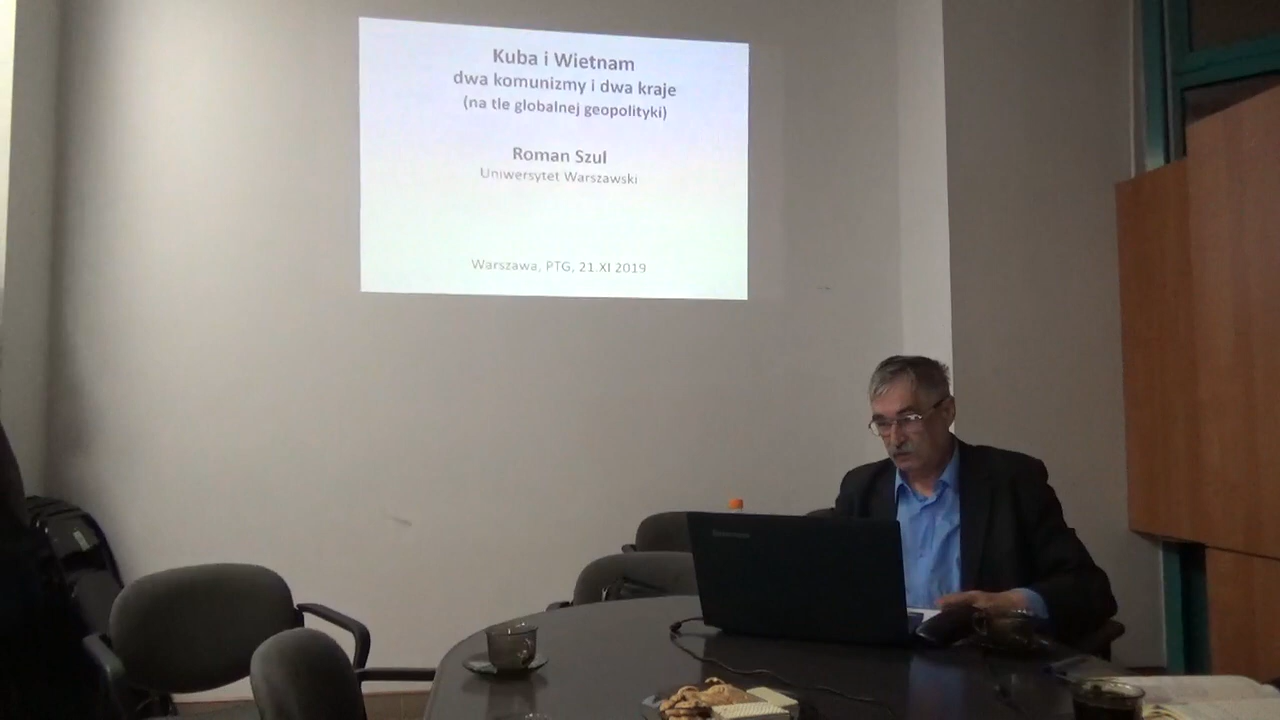 Kuba i Wietnam
dwa komunizmy i dwa kraje
(na tle globalnej geopolityki)
Roman Szul
Uniwersytet Warszawski
Warszawa, PTG, 21.XI 2019